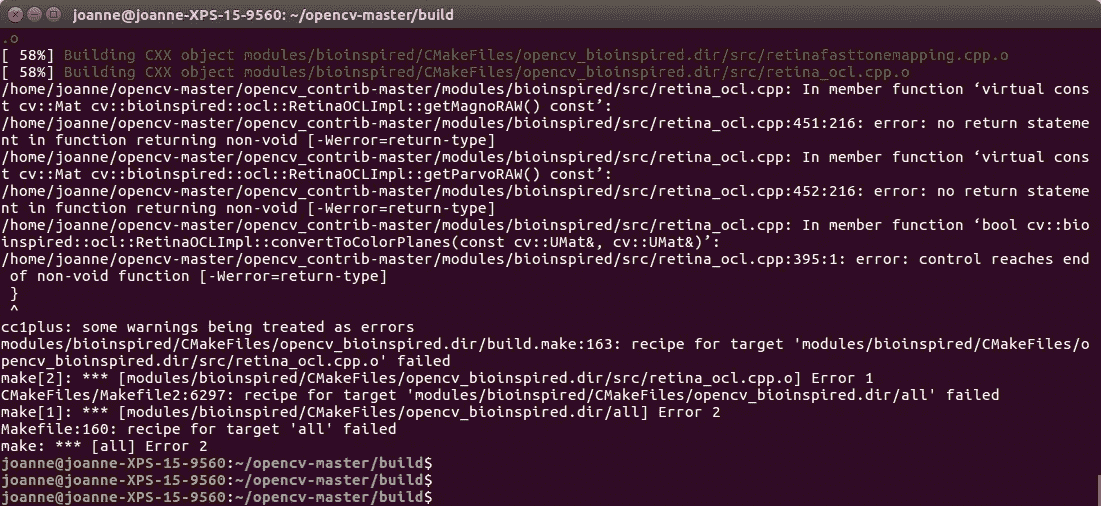 joanne@joanne-XPS-15-9560: ~/opencv-master/build
.o
[ 58%] Building CXX object modules/bioinspired/CMakeFiles/opencv_bioinspired.dir/src/retinafasttonemapping.cpp.o
[ 58%] Building CXX object modules/bioinspired/CMakeFiles/opencv_bioinspired.dir/src/retina_ocl.cpp.o
/home/joanne/opencv-master/opencv_contrib-master/modules/bioinspired/src/retina_ocl.cpp: In member function ‘virtual cons
t cv::Mat cv::bioinspired::ocl::RetinaOCLImpl::getMagnoRAW() const’:
/home/joanne/opencv-master/opencv_contrib-master/modules/bioinspired/src/retina_ocl.cpp:451:216: error: no return stateme
nt in function returning non-void [-Werror=return-type]
/home/joanne/opencv-master/opencv_contrib-master/modules/bioinspired/src/retina_ocl.cpp: In member function ‘virtual cons
t cv::Mat cv::bioinspired::ocl::RetinaOCLImpl::getParvoRAW() const’:
/home/joanne/opencv-master/opencv_contrib-master/modules/bioinspired/src/retina_ocl.cpp:452:216: error: no return stateme
nt in function returning non-void [-Werror=return-type]
/home/joanne/opencv-master/opencv_contrib-master/modules/bioinspired/src/retina_ocl.cpp: In member function ‘bool cv::bio
inspired::ocl::RetinaOCLImpl::convertToColorPlanes(const cv::UMat&, cv::UMat&)’:
/home/joanne/opencv-master/opencv_contrib-master/modules/bioinspired/src/retina_ocl.cpp:395:1: error: control reaches end
 of non-void function [-Werror=return-type]
 }
 ^
cc1plus: some warnings being treated as errors
modules/bioinspired/CMakeFiles/opencv_bioinspired.dir/build.make:163: recipe for target 'modules/bioinspired/CMakeFiles/o
pencv_bioinspired.dir/src/retina_ocl.cpp.o' failed
make[2]: *** [modules/bioinspired/CMakeFiles/opencv_bioinspired.dir/src/retina_ocl.cpp.o] Error 1
CMakeFiles/Makefile2:6297: recipe for target 'modules/bioinspired/CMakeFiles/opencv_bioinspired.dir/all' failed
make[1]: *** [modules/bioinspired/CMakeFiles/opencv_bioinspired.dir/all] Error 2
Makefile:160: recipe for target 'all' failed
make: *** [all] Error 2
joanne@joanne-XPS-15-9560:~/opencv-master/build$
joanne@joanne-XPS-15-9560:~/opencv-master/build$
joanne@joanne-XPS-15-9560:~/opencv-master/build$